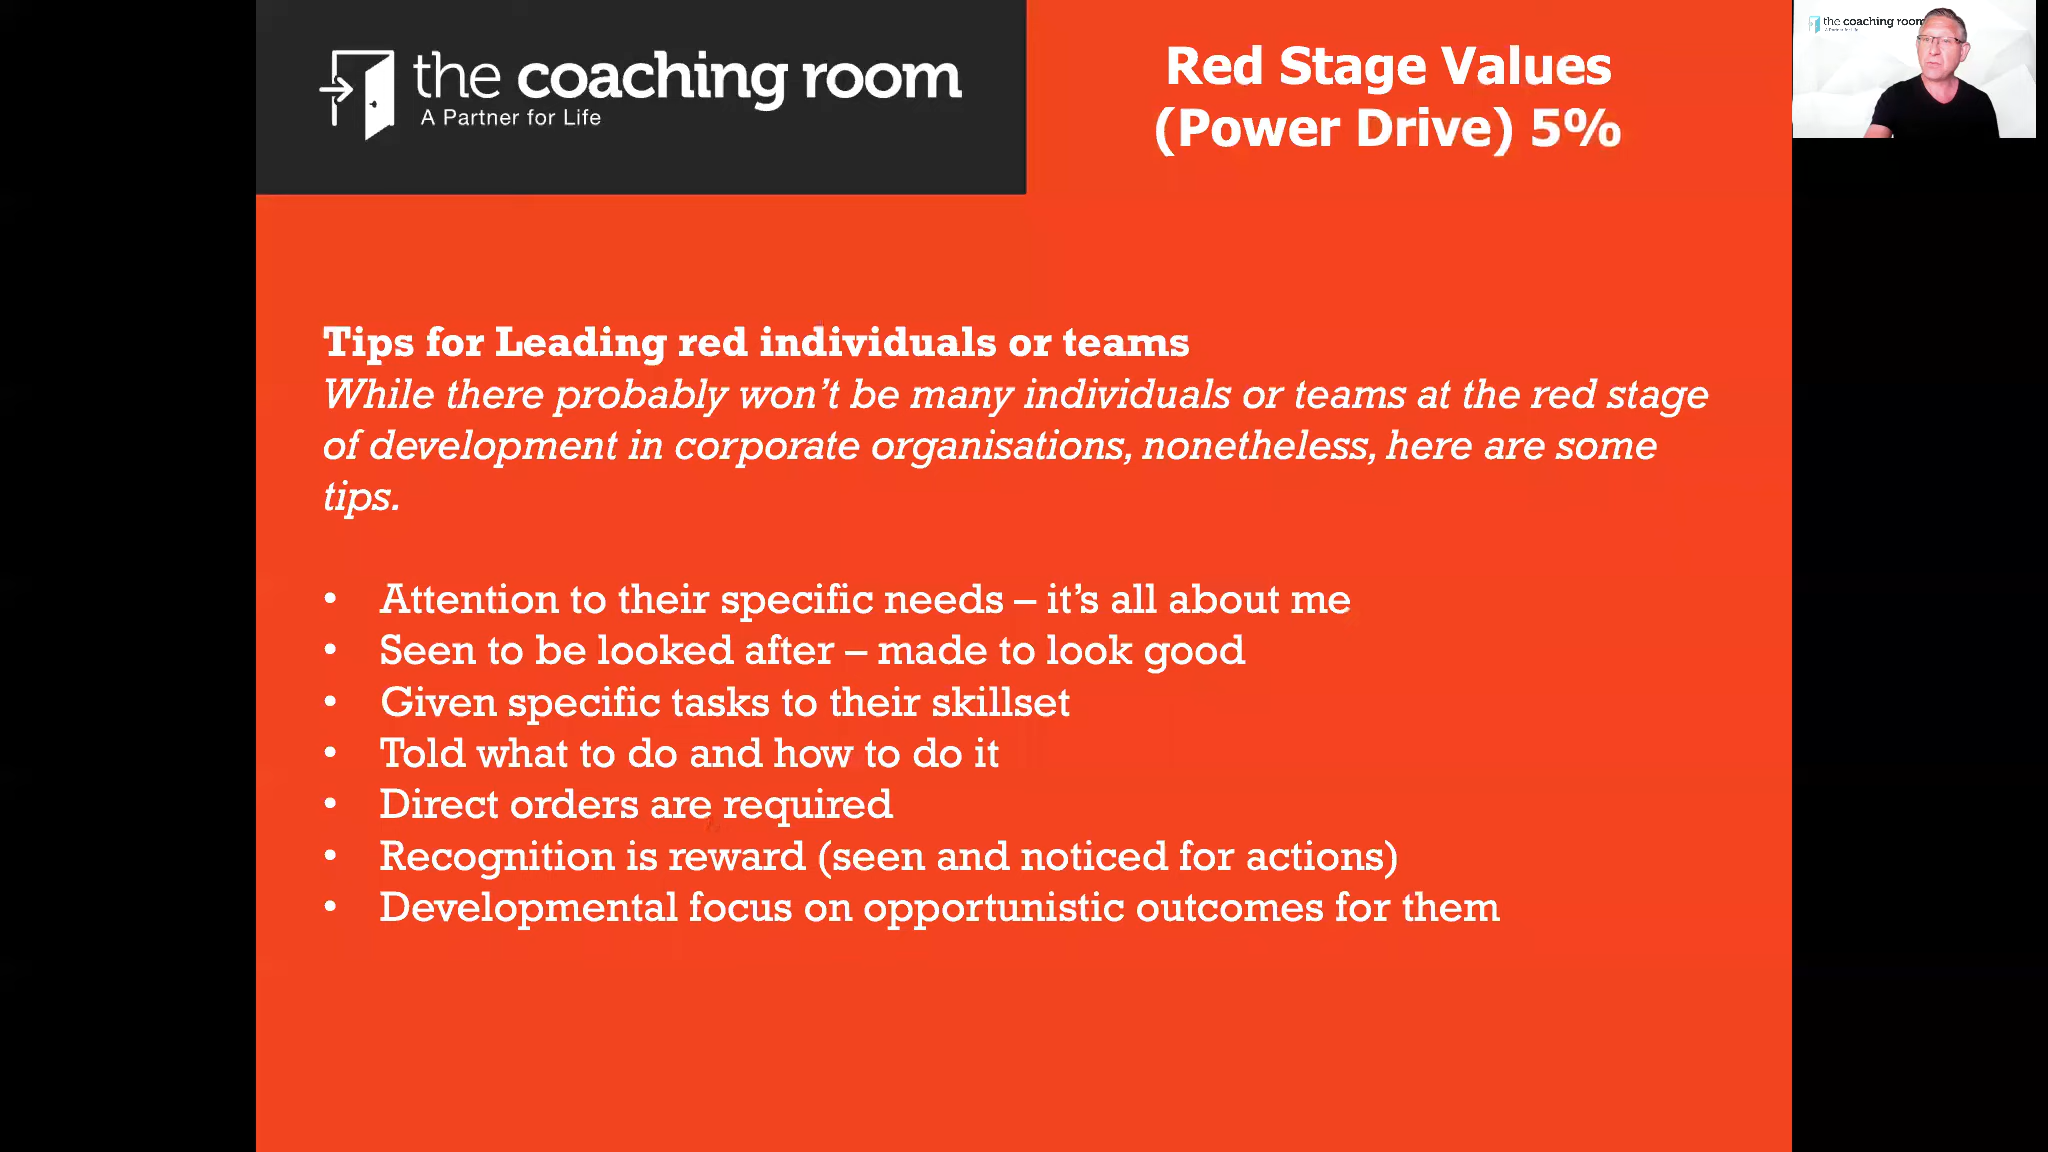 the coaching room
A Partner for Life
Red Stage Values
(Power Drive) 5%
the coaching room
A Partner for Life
Tips for Leading red individuals or teams
While there probably won't be many individuals or teams at the red stage
of development in corporate organisations, nonetheless, here are some
tips.
• Attention to their specific needs – it's all about me
• Seen to be looked after – made to look good
• Given specific tasks to their skillset
• Told what to do and how to do it
• Direct orders are required
• Recognition is reward (seen and noticed for actions)
• Developmental focus on opportunistic outcomes for them